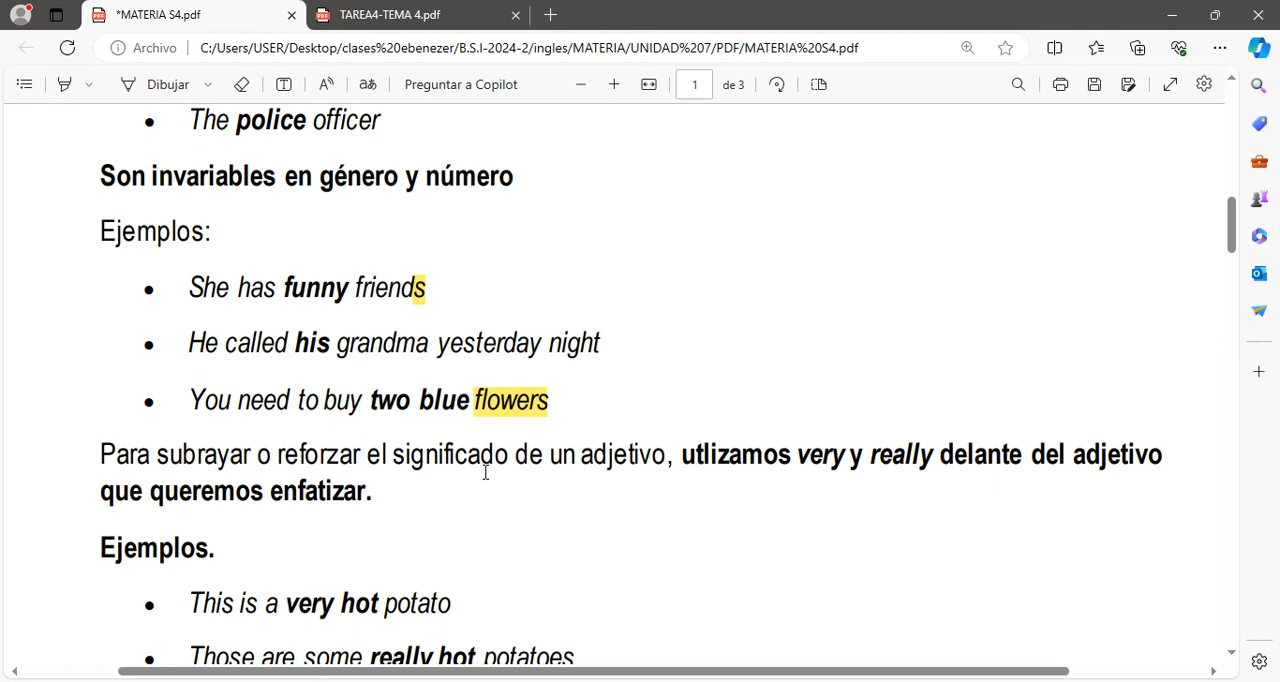 *MATERIA S4.pdf
TAREA4-TEMA 4.pdf
Archivo
C:/Users/USER/Desktop/clases%20ebenezer/B.S.I-2024-2/ingles/MATERIA/UNIDAD%207/PDF/MATERIA%20S4.pdf
Dibujar
aあ
Preguntar a Copilot
1
de 3
• The police officer
Son invariables en género y número
Ejemplos:
• She has funny friends
• He called his grandma yesterday night
• You need to buy two blue flowers
Para subrayar o reforzar el significado de un adjetivo, utlizamos very y really delante del adjetivo
que queremos enfatizar.
Ejemplos.
• This is a very hot potato
• Those are some really hot potatoes